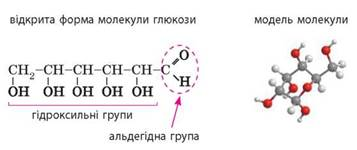 відкрита форма молекули глюкози
модель молекули
O
CH₂–CH–CH–CH–CH–C
H
OH OH OH OH OH
гідроксильні групи
альдегідна група